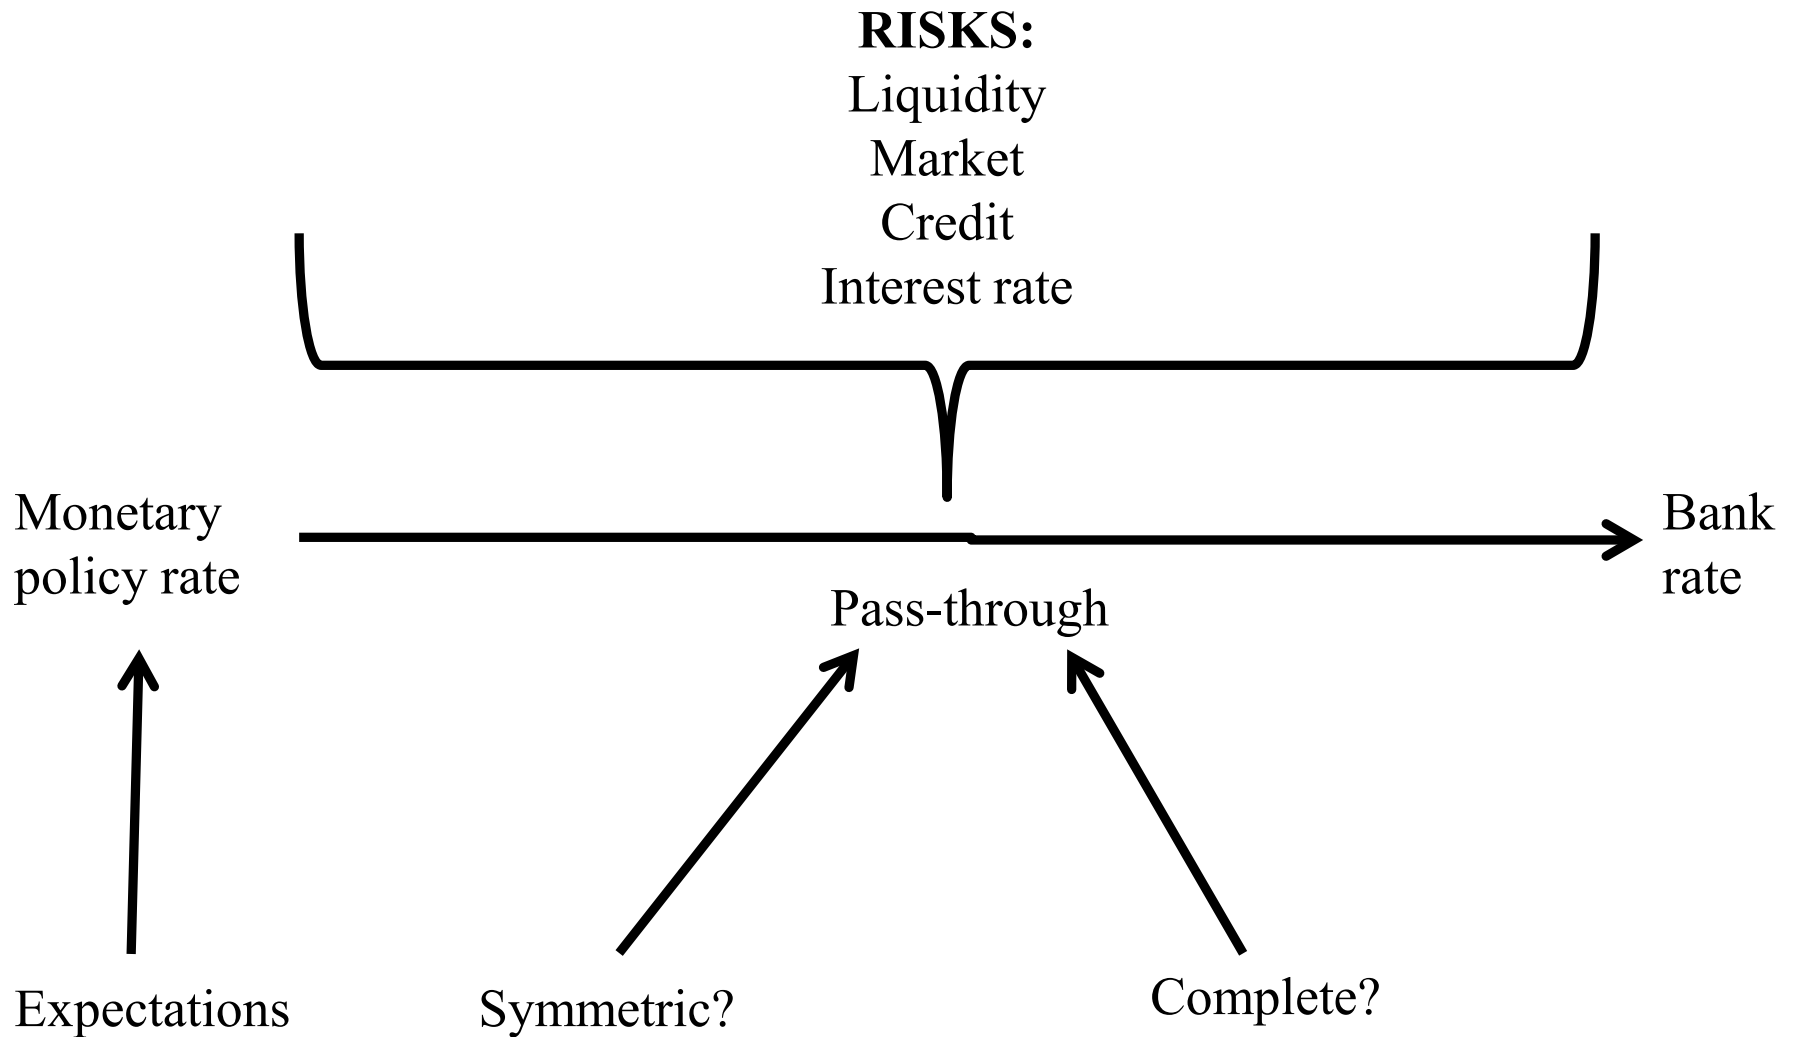 RISKS:
Liquidity
Market
Credit
Interest rate
Monetary
policy rate
Bank
rate
Pass-through
Expectations
Symmetric?
Complete?